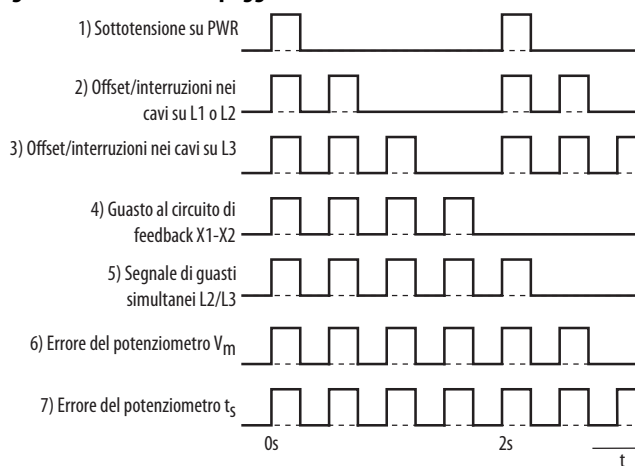 1) Sottotensione su PWR
2) Offset/interruzioni nei
cavi su L1 o L2
3) Offset/interruzioni nei cavi su L3
4) Guasto al circuito di
feedback X1-X2
5) Segnale di guasti
simultanei L2/L3
6) Errore del potenziometro Vm
7) Errore del potenziometro ts
0s 2s
t